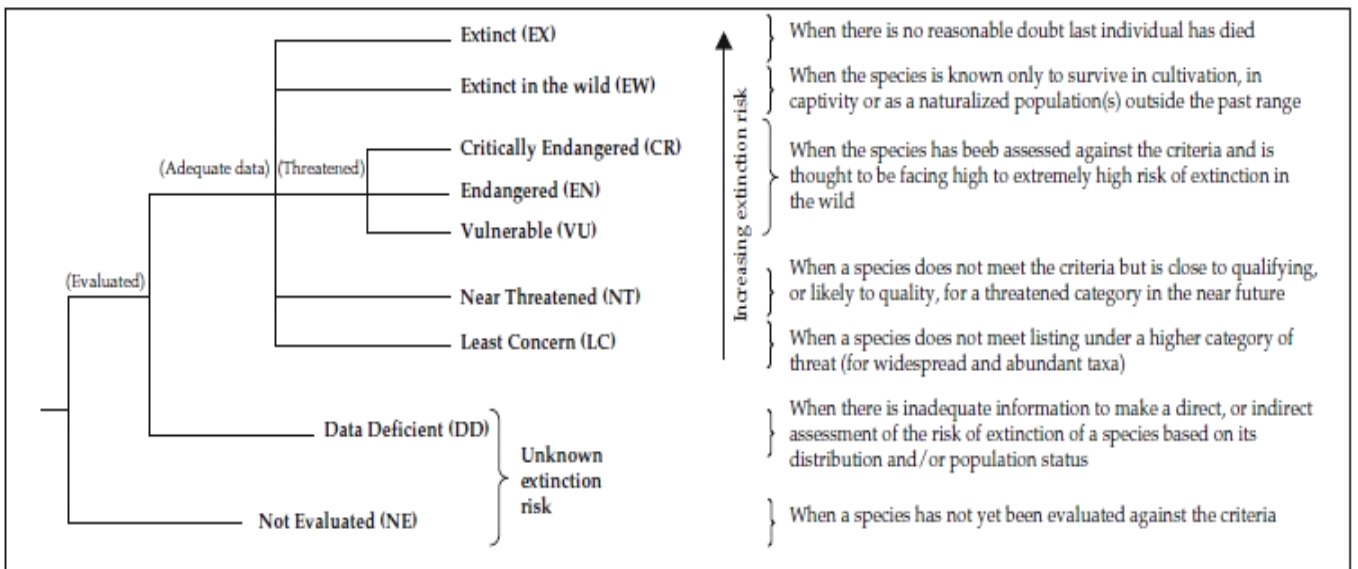 Extinct (EX)
When there is no reasonable doubt last individual has died
Extinct in the wild (EW)
When the species is known only to survive in cultivation, in
captivity or as a naturalized population(s) outside the past range
(Adequate data)
(Threatened)
Critically Endangered (CR)
Endangered (EN)
Vulnerable (VU)
When the species has beeb assessed against the criteria and is
thought to be facing high to extremely high risk of extinction in
the wild
Increasing extinction risk
(Evaluated)
Near Threatened (NT)
When a species does not meet the criteria but is close to qualifying,
or likely to quality, for a threatened category in the near future
Least Concern (LC)
When a species does not meet listing under a higher category of
threat (for widespread and abundant taxa)
Data Deficient (DD)
When there is inadequate information to make a direct, or indirect
assessment of the risk of extinction of a species based on its
distribution and/or population status
Unknown
extinction
risk
Not Evaluated (NE)
When a species has not yet been evaluated against the criteria